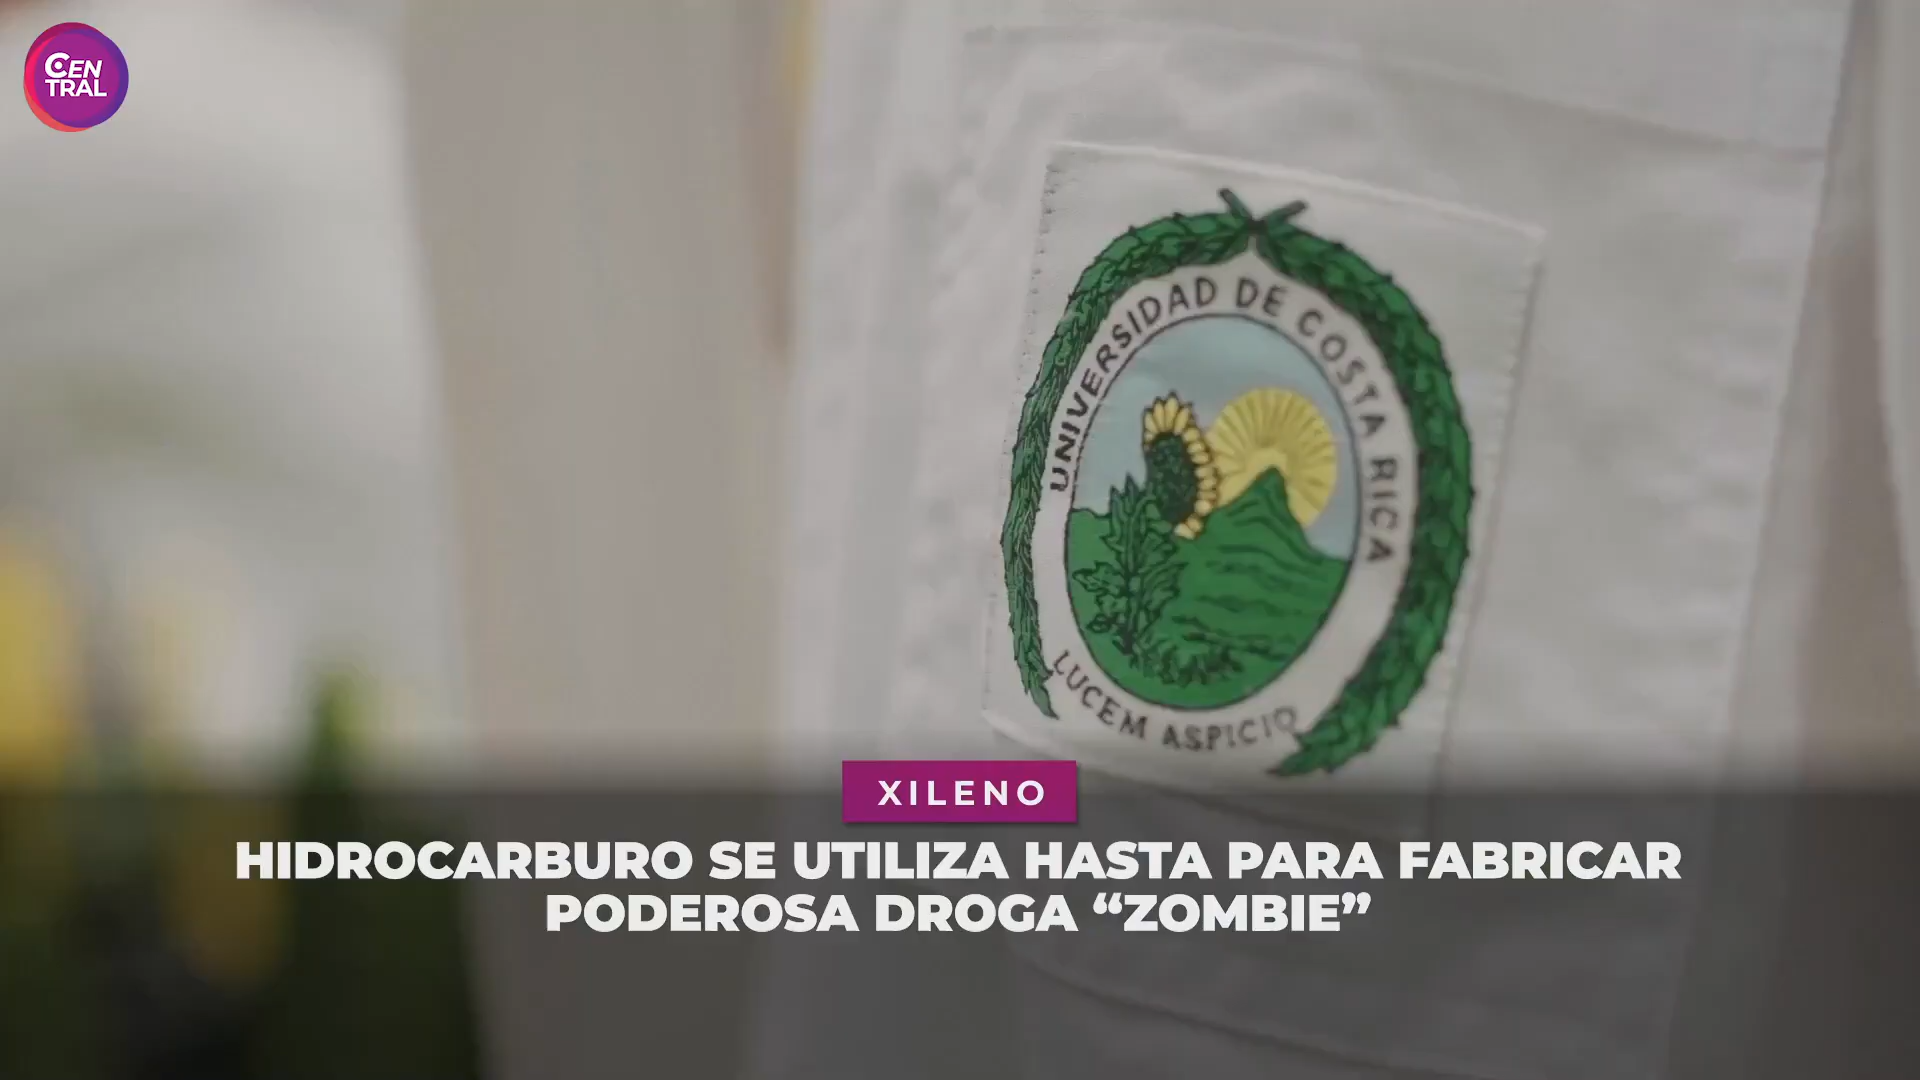 CEN
TRAL
UNIVERSIDAD DE COSTA RICA
LUCEM ASPICIO
XILENO
HIDROCARBURO SE UTILIZA HASTA PARA FABRICAR
PODEROSA DROGA “ZOMBIE”